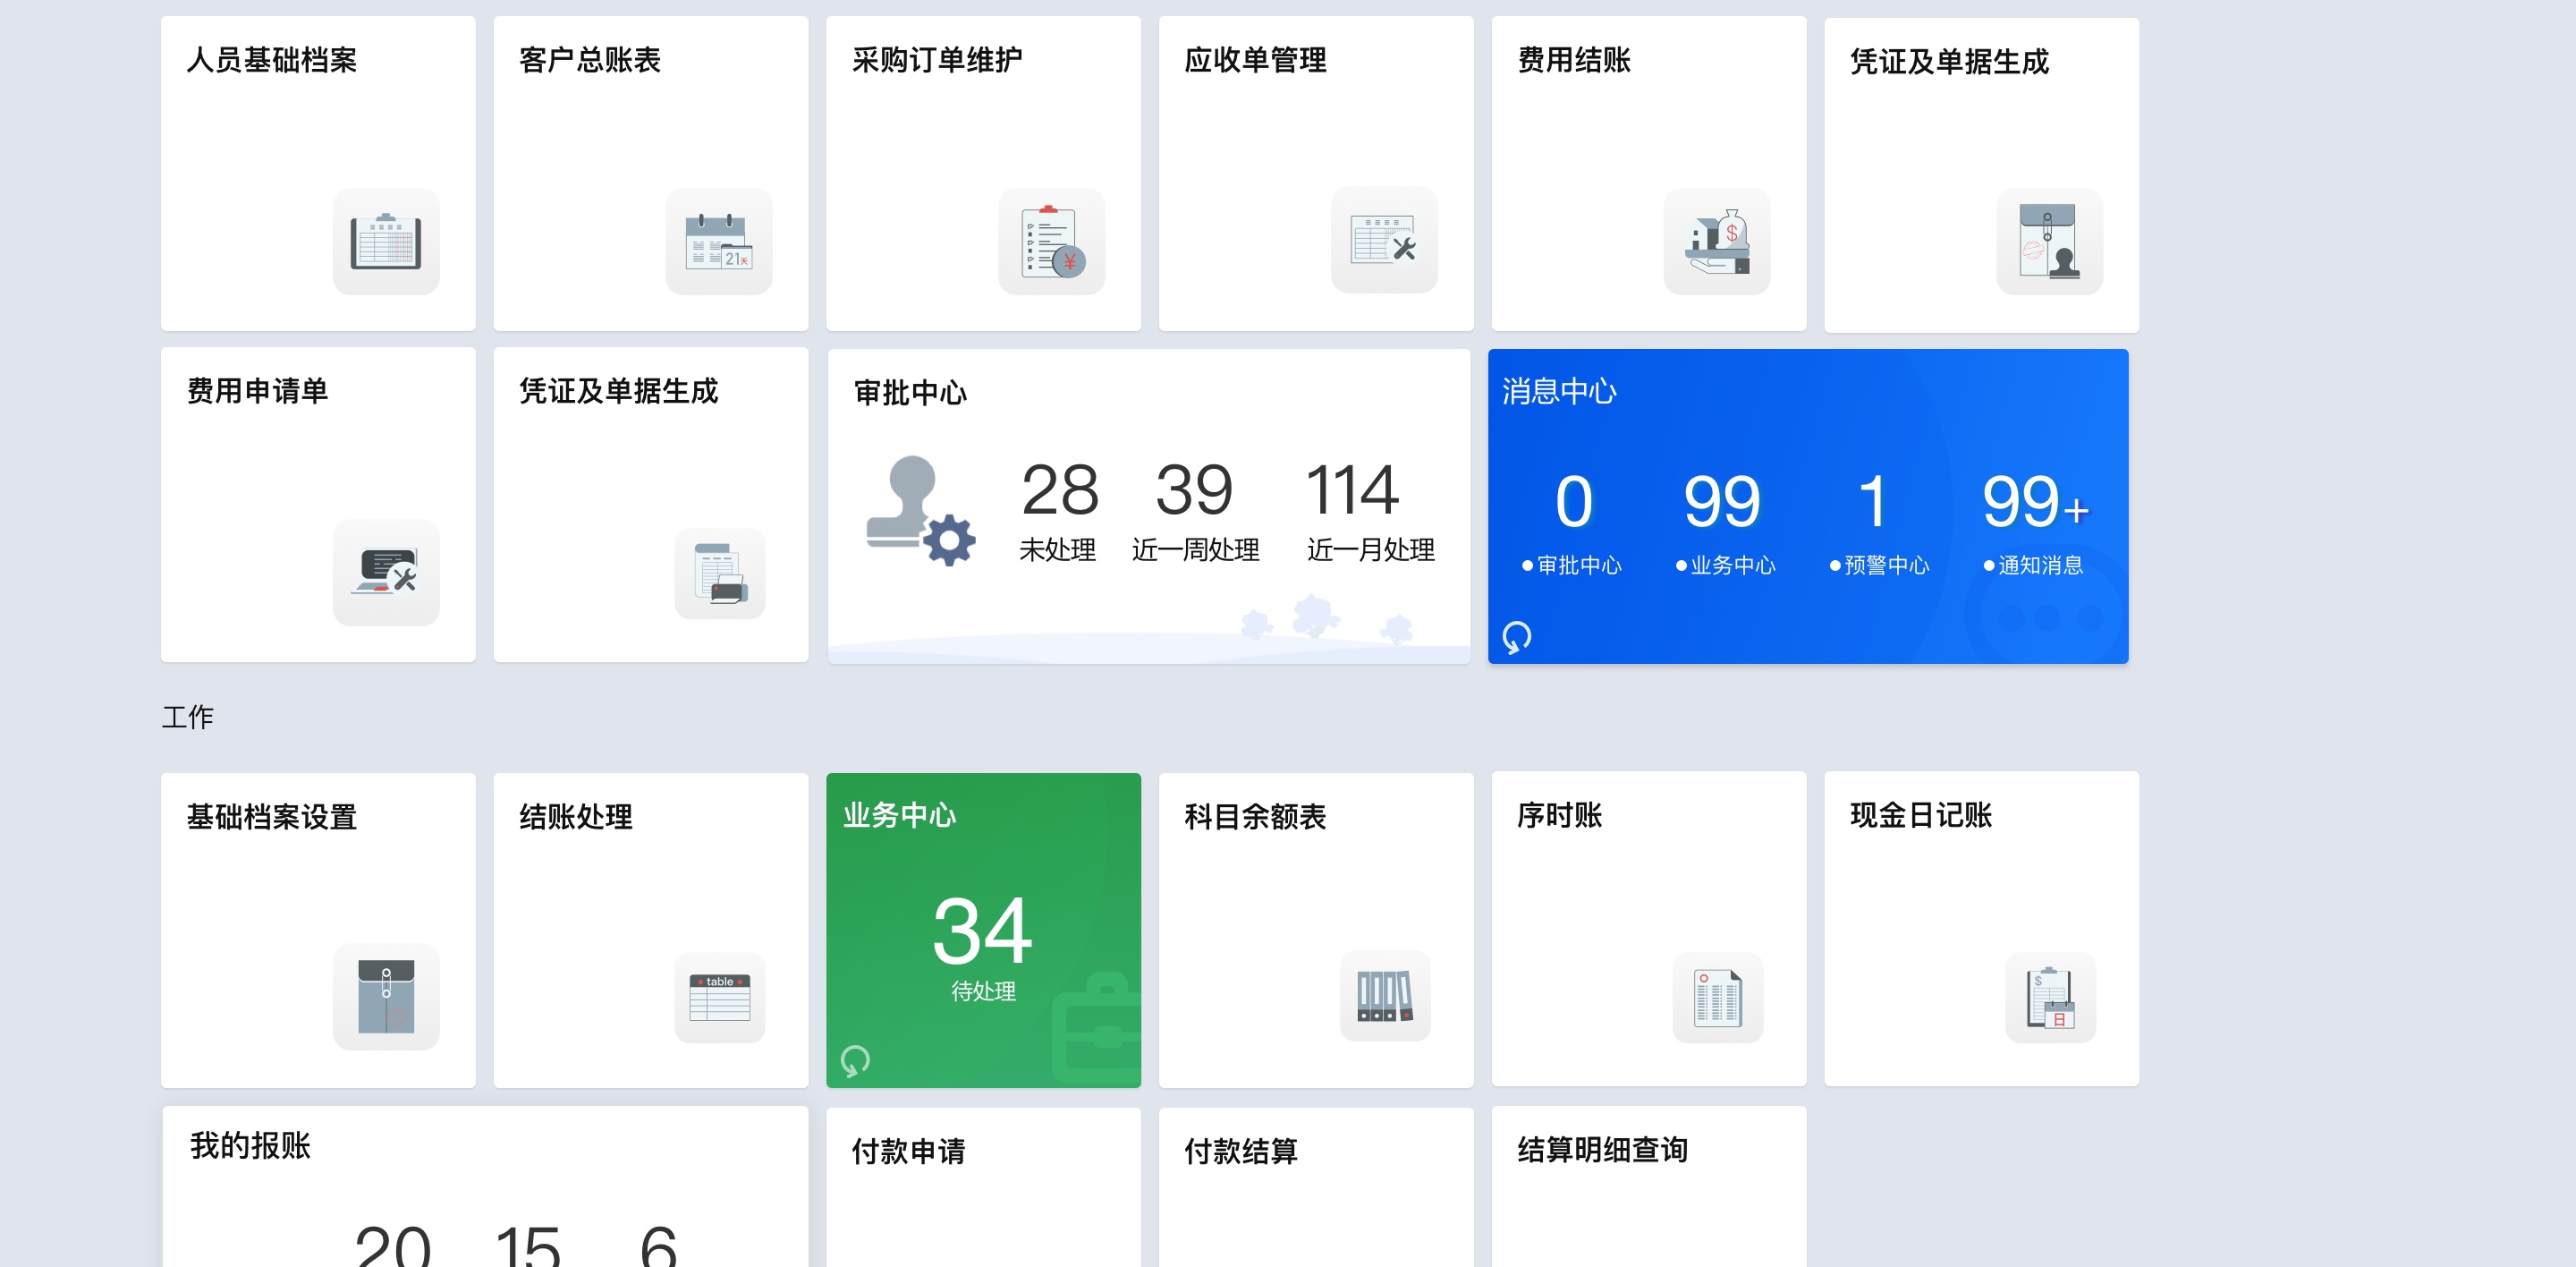 人员基础档案
客户总账表
采购订单维护
应收单管理
费用结账
凭证及单据生成
21天
¥
$
费用申请单
凭证及单据生成
审批中心
28 39 114
未处理 近一周处理 近一月处理
消息中心
0 99 1 99+
审批中心 业务中心 预警中心 通知消息
工作
基础档案设置
结账处理
table
业务中心
34
待处理
科目余额表
序时账
现金日记账
$
日
我的报账
20 15 6
付款申请
付款结算
结算明细查询